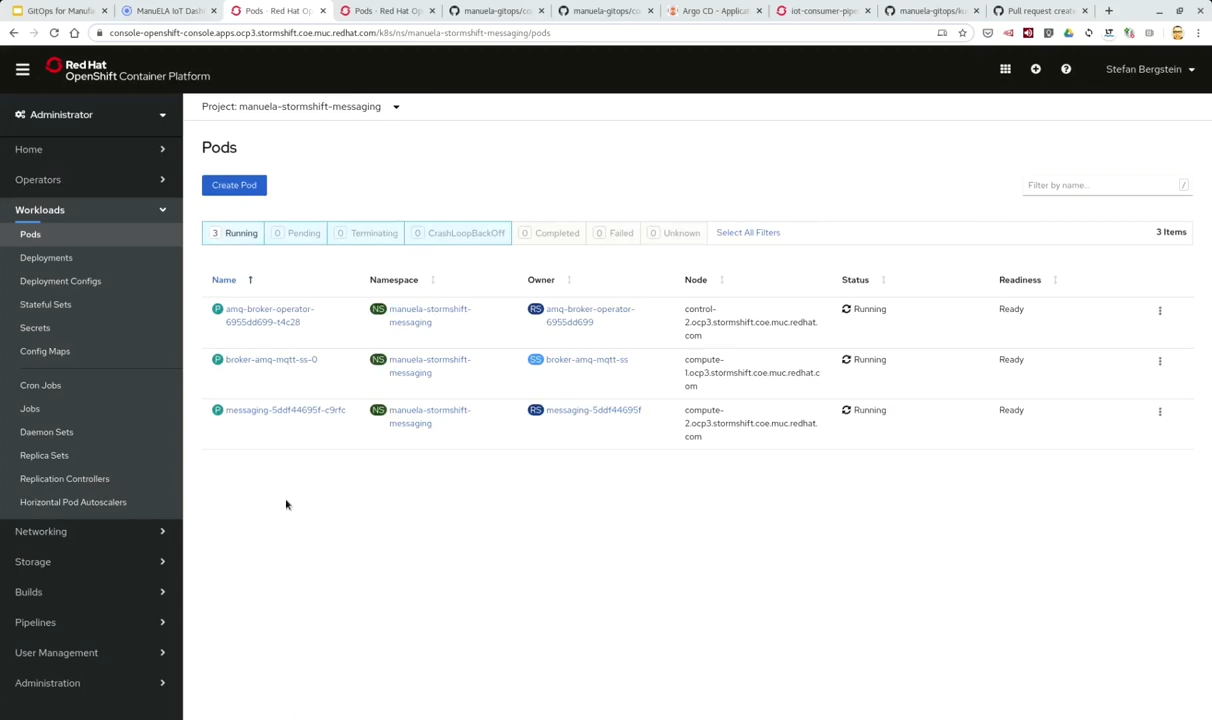 GitOps for Manufa
ManuELA IoT Dash
Pods · Red Hat Op
Pods · Red Hat Op
manuela-gitops/co
manuela-gitops/co
Argo CD - Applicat
iot-consumer-pipe
manuela-gitops/ku
Pull request create
console-openshift-console.apps.ocp3.stormshift.coe.muc.redhat.com/k8s/ns/manuela-stormshift-messaging/pods
Red Hat
OpenShift Container Platform
Stefan Bergstein
Administrator
Home
Operators
Workloads
Pods
Deployments
Deployment Configs
Stateful Sets
Secrets
Config Maps
Cron Jobs
Jobs
Daemon Sets
Replica Sets
Replication Controllers
Horizontal Pod Autoscalers
Networking
Storage
Builds
Pipelines
User Management
Administration
Project: manuela-stormshift-messaging
Pods
Create Pod
Filter by name...
/
3 Running
0 Pending
0 Terminating
0 CrashLoopBackOff
0 Completed
0 Failed
0 Unknown
Select All Filters
3 Items
Name
Namespace
Owner
Node
Status
Readiness
P amq-broker-operator-
6955dd699-t4c28
NS manuela-stormshift-
messaging
RS amq-broker-operator-
6955dd699
control-
2.ocp3.stormshift.coe.muc.redhat.
com
Running
Ready
P broker-amq-mqtt-ss-0
NS manuela-stormshift-
messaging
SS broker-amq-mqtt-ss
compute-
1.ocp3.stormshift.coe.muc.redhat.c
om
Running
Ready
P messaging-5ddf44695f-c9rfc
NS manuela-stormshift-
messaging
RS messaging-5ddf44695f
compute-
2.ocp3.stormshift.coe.muc.redhat.
com
Running
Ready